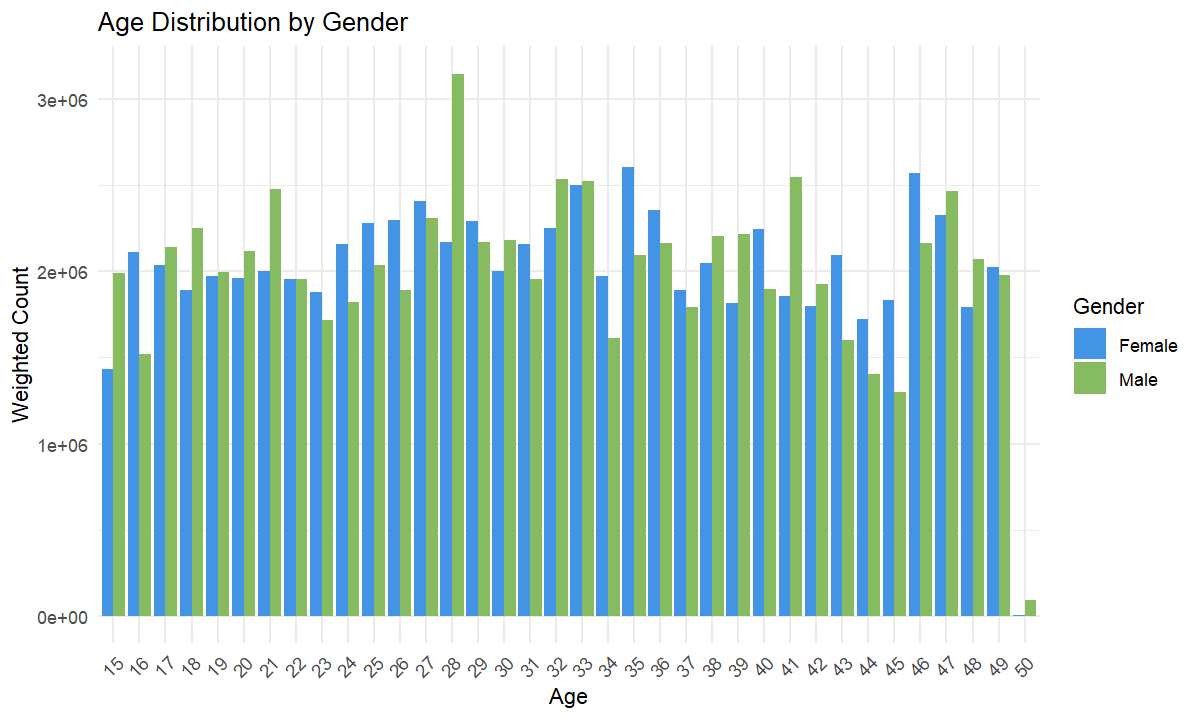 Age Distribution by Gender
3e+06
2e+06
1e+06
0e+00
Weighted Count
15 16 17 18 19 20 21 22 23 24 25 26 27 28 29 30 31 32 33 34 35 36 37 38 39 40 41 42 43 44 45 46 47 48 49 50
Age
Gender
Female
Male